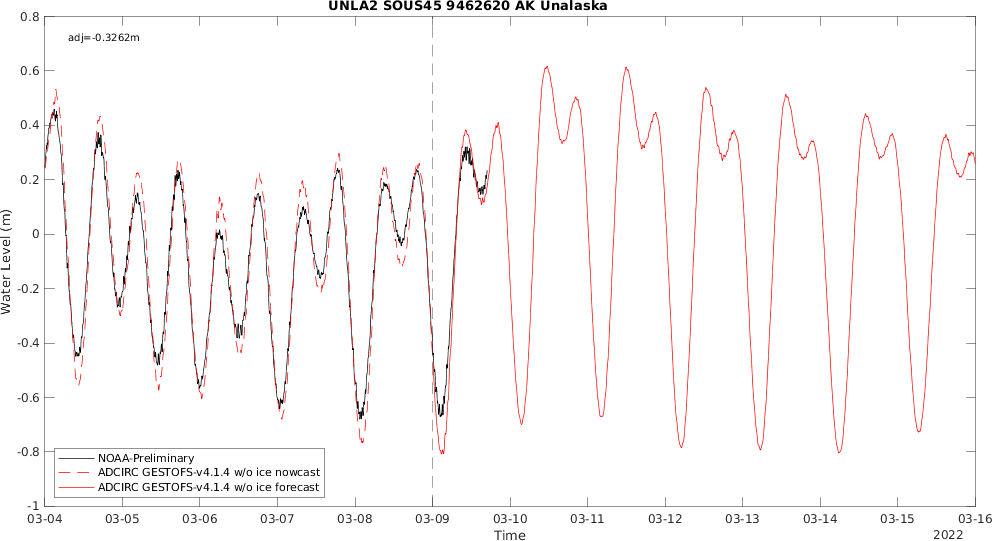 UNLA2 SOUS45 9462620 AK Unalaska
adj=-0.3262m
0.8
0.6
0.4
0.2
0
-0.2
-0.4
-0.6
-0.8
-1
Water Level (m)
NOAA-Preliminary
ADCIRC GESTOFS-v4.1.4 w/o ice nowcast
ADCIRC GESTOFS-v4.1.4 w/o ice forecast
03-04 03-05 03-06 03-07 03-08 03-09 03-10 03-11 03-12 03-13 03-14 03-15 03-16
Time
2022